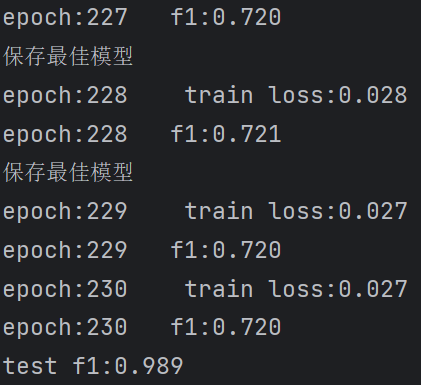 epoch:227   f1:0.720
保存最佳模型
epoch:228    train loss:0.028
epoch:228   f1:0.721
保存最佳模型
epoch:229    train loss:0.027
epoch:229   f1:0.720
epoch:230    train loss:0.027
epoch:230   f1:0.720
test f1:0.989